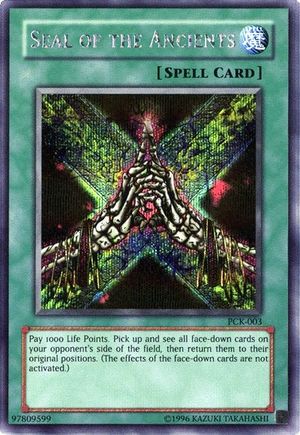 SEAL OF THE ANCIENTS 魔
[SPELL CARD]
PCK-003
Pay 1000 Life Points. Pick up and see all face-down cards on
your opponent's side of the field, then return them to their
original positions. (The effects of the face-down cards are not
activated.)
97809599 ©1996 KAZUKI TAKAHASHI